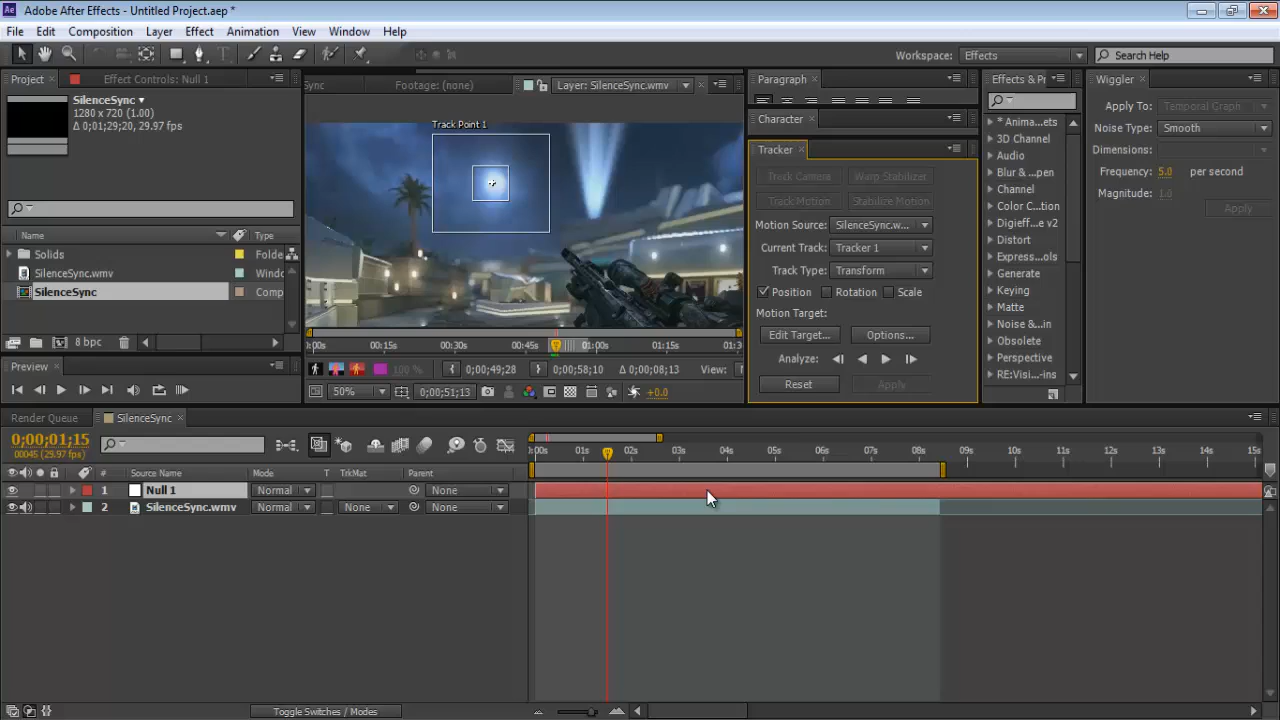 Adobe After Effects - Untitled Project.aep *
File Edit Composition Layer Effect Animation View Window Help
Workspace: Effects Search Help
Project Effect Controls: Null 1
SilenceSync▼
1280 x 720 (1.00)
Δ 0;01;29;20, 29.97 fps
Name Type
Solids Folde
SilenceSync.wmv Windc
SilenceSync Comp
8 bpc
Preview
Sync Footage: (none) Layer: SilenceSync.wmv
Track Point 1
0:00s 00:15s 00:30s 00:45s 01:00s 01:15s 01:3
100 % 0;00;49;28 0;00;58;10 Δ 0;00;08;13 View:
50% 0;00;51;13 +0.0
Paragraph
Character
Tracker
Track Camera Warp Stabilizer
Track Motion Stabilize Motion
Motion Source: SilenceSync.w...
Current Track: Tracker 1
Track Type: Transform
Position Rotation Scale
Motion Target:
Edit Target... Options...
Analyze:
Reset Apply
Effects & Pr
* Anima...ets
3D Channel
Audio
Blur & ...pen
Channel
Color C...tion
Digieff...e v2
Distort
Express...ols
Generate
Keying
Matte
Noise &...in
Obsolete
Perspective
RE:Visi...-ins
Wiggler
Apply To: Temporal Graph
Noise Type: Smooth
Dimensions:
Frequency: 5.0 per second
Magnitude: 1.0
Apply
Render Queue SilenceSync
0;00;01;15
00045 (29.97 fps)
# Source Name Mode T TrkMat Parent
1 Null 1 Normal None
2 SilenceSync.wmv Normal None None
0:00s 01s 02s 03s 04s 05s 06s 07s 08s 09s 10s 11s 12s 13s 14s 15s
Toggle Switches / Modes